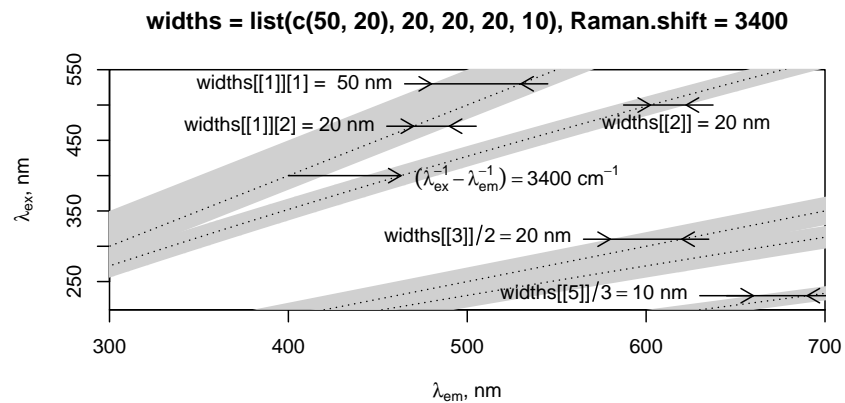 widths = list(c(50, 20), 20, 20, 20, 10), Raman.shift = 3400
550
widths[[1]][1] = 50 nm
widths[[1]][2] = 20 nm
widths[[2]] = 20 nm
450
(λex⁻¹ − λem⁻¹) = 3400 cm⁻¹
λex, nm
350
widths[[3]]/2 = 20 nm
250
widths[[5]]/3 = 10 nm
300 400 500 600 700
λem, nm